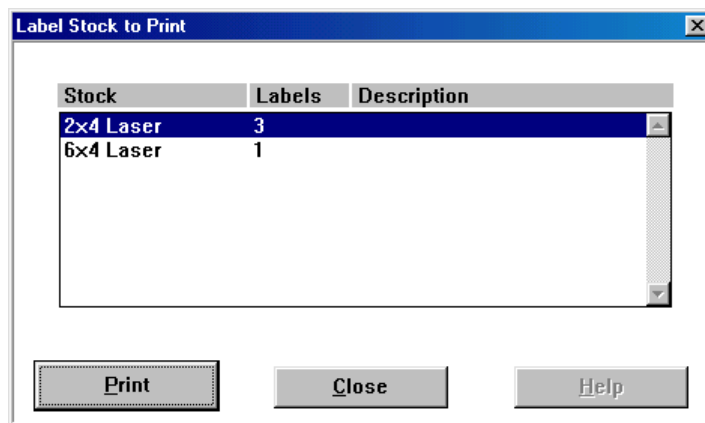 Label Stock to Print
Stock Labels Description
2x4 Laser 3
6x4 Laser 1
Print Close Help